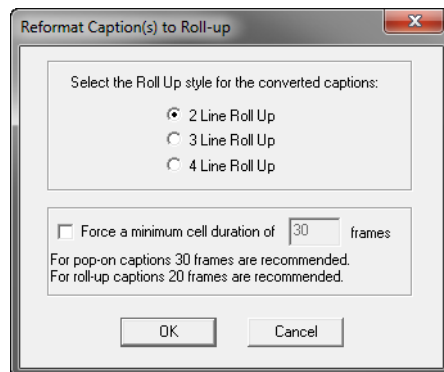 Reformat Caption(s) to Roll-up
Select the Roll Up style for the converted captions:
2 Line Roll Up
3 Line Roll Up
4 Line Roll Up
Force a minimum cell duration of 30 frames
For pop-on captions 30 frames are recommended.
For roll-up captions 20 frames are recommended.
OK Cancel